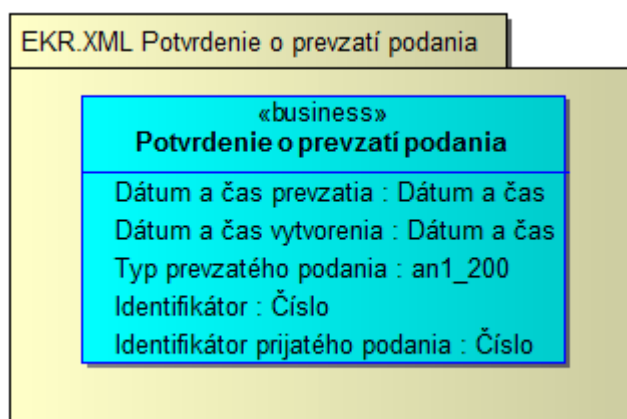 EKR.XML Potvrdenie o prevzatí podania
«business»
Potvrdenie o prevzatí podania
Dátum a čas prevzatia : Dátum a čas
Dátum a čas vytvorenia : Dátum a čas
Typ prevzatého podania : an1_200
Identifikátor : Číslo
Identifikátor prijatého podania : Číslo